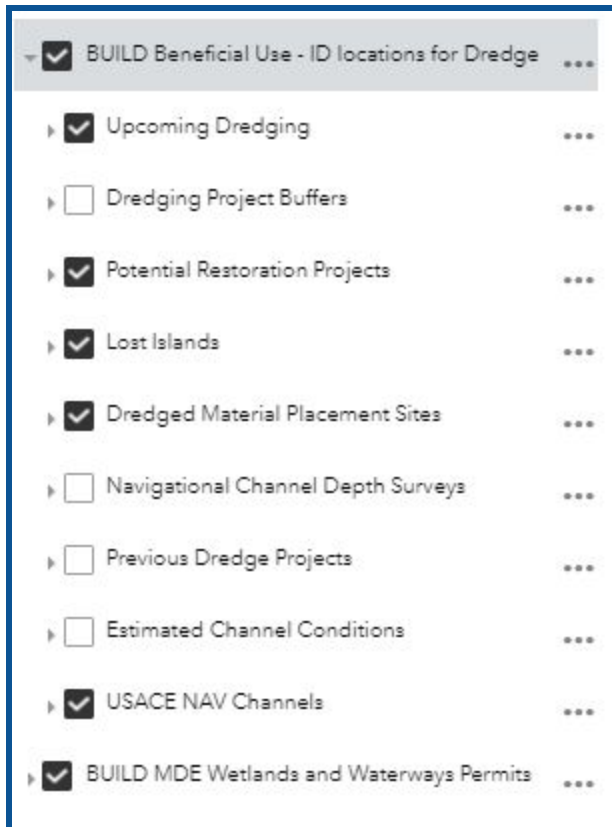 BUILD Beneficial Use - ID locations for Dredge
Upcoming Dredging
Dredging Project Buffers
Potential Restoration Projects
Lost Islands
Dredged Material Placement Sites
Navigational Channel Depth Surveys
Previous Dredge Projects
Estimated Channel Conditions
USACE NAV Channels
BUILD MDE Wetlands and Waterways Permits